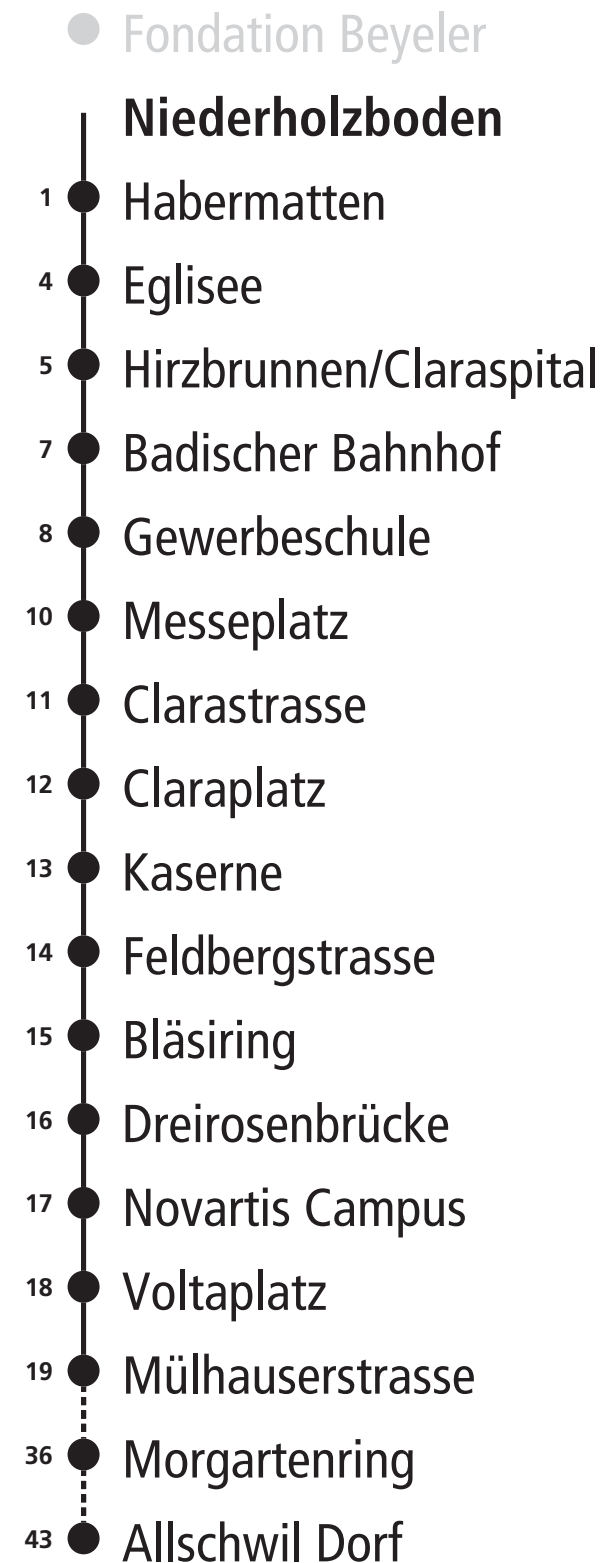 Fondation Beyeler
Niederholzboden
1 Habermatten
4 Eglisee
5 Hirzbrunnen/Claraspital
7 Badischer Bahnhof
8 Gewerbeschule
10 Messeplatz
11 Clarastrasse
12 Claraplatz
13 Kaserne
14 Feldbergstrasse
15 Bläsiring
16 Dreirosenbrücke
17 Novartis Campus
18 Voltaplatz
19 Mülhauserstrasse
36 Morgartenring
43 Allschwil Dorf